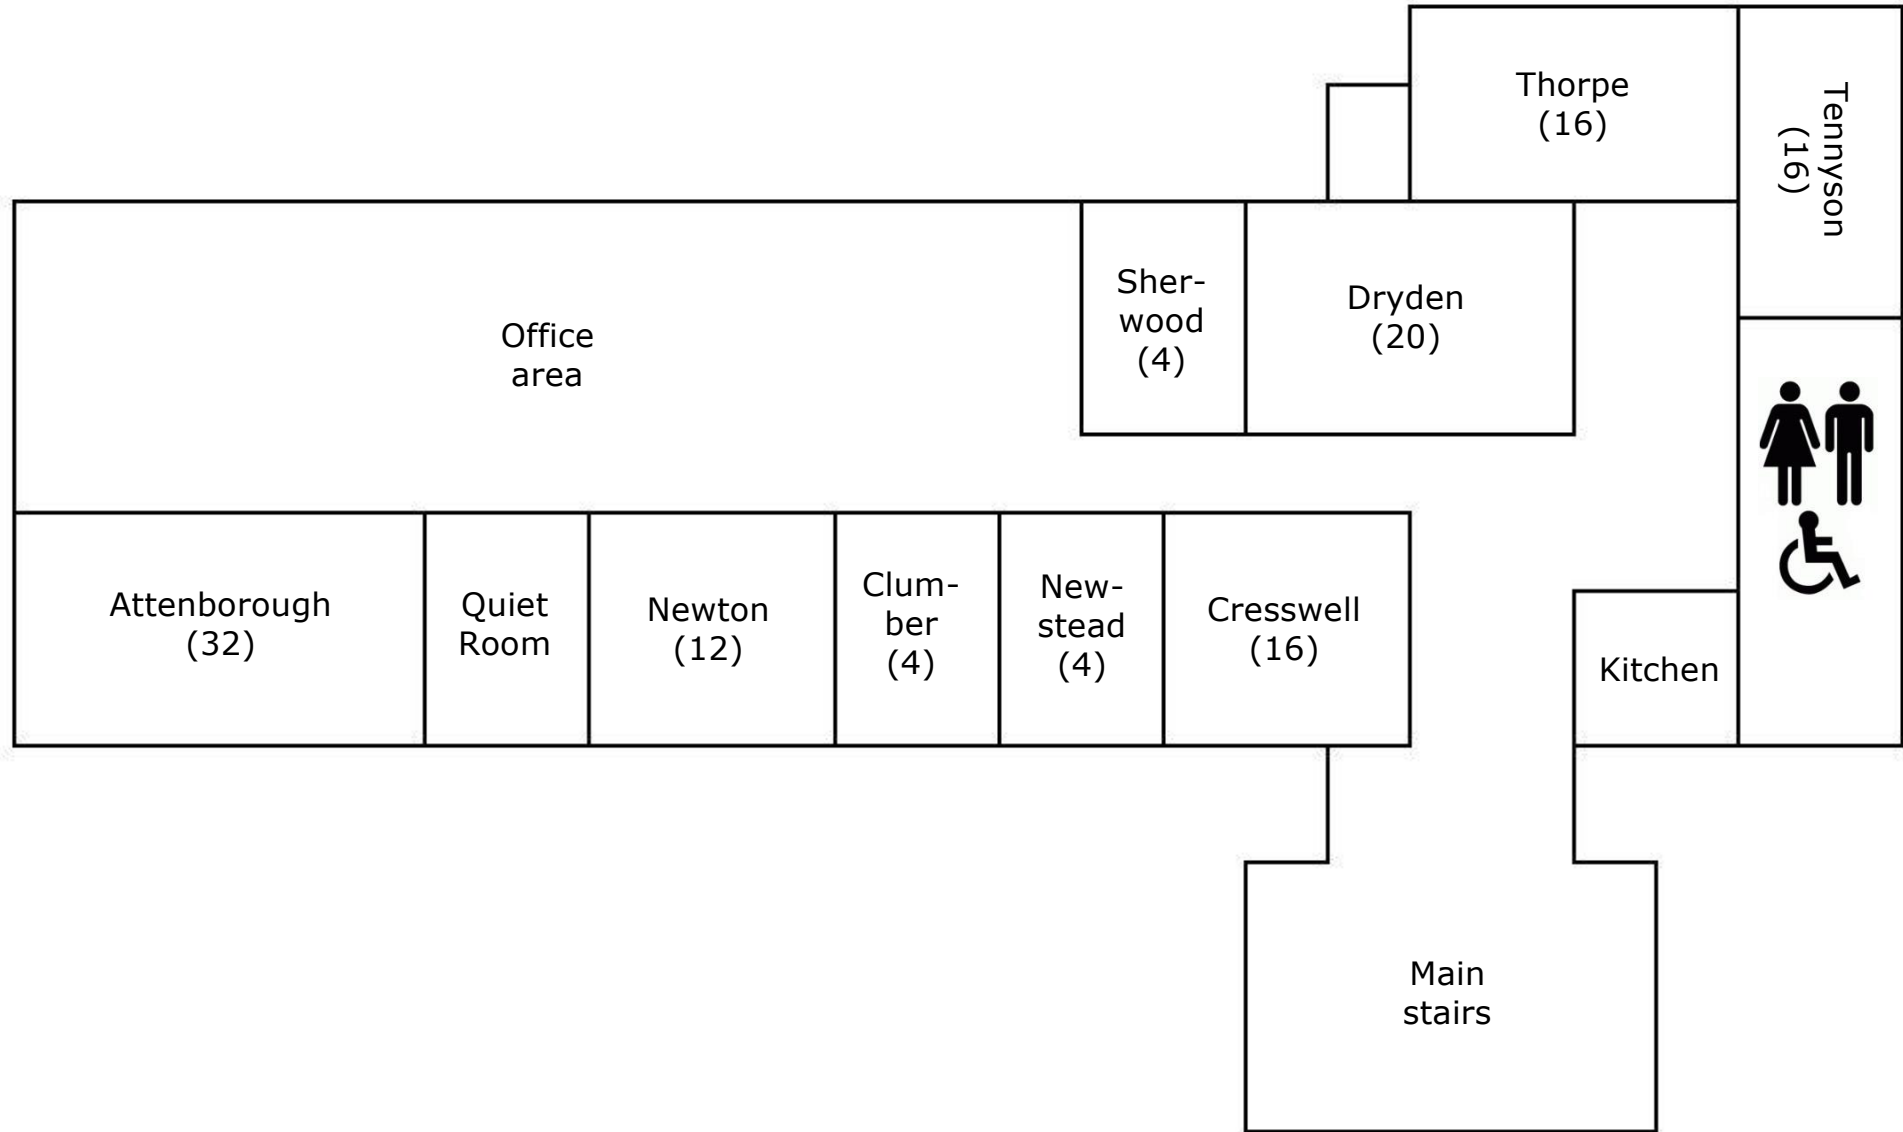 Thorpe
(16)
Tennyson
(16)
Sher-
wood
(4)
Dryden
(20)
Office
area
Attenborough
(32)
Quiet
Room
Newton
(12)
Clum-
ber
(4)
New-
stead
(4)
Cresswell
(16)
Kitchen
Main
stairs